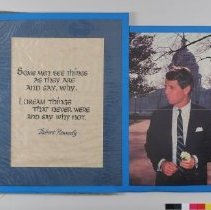 Some men see things
as they are
and say, why.
I dream things
that never were
and say why not.
Robert Kennedy